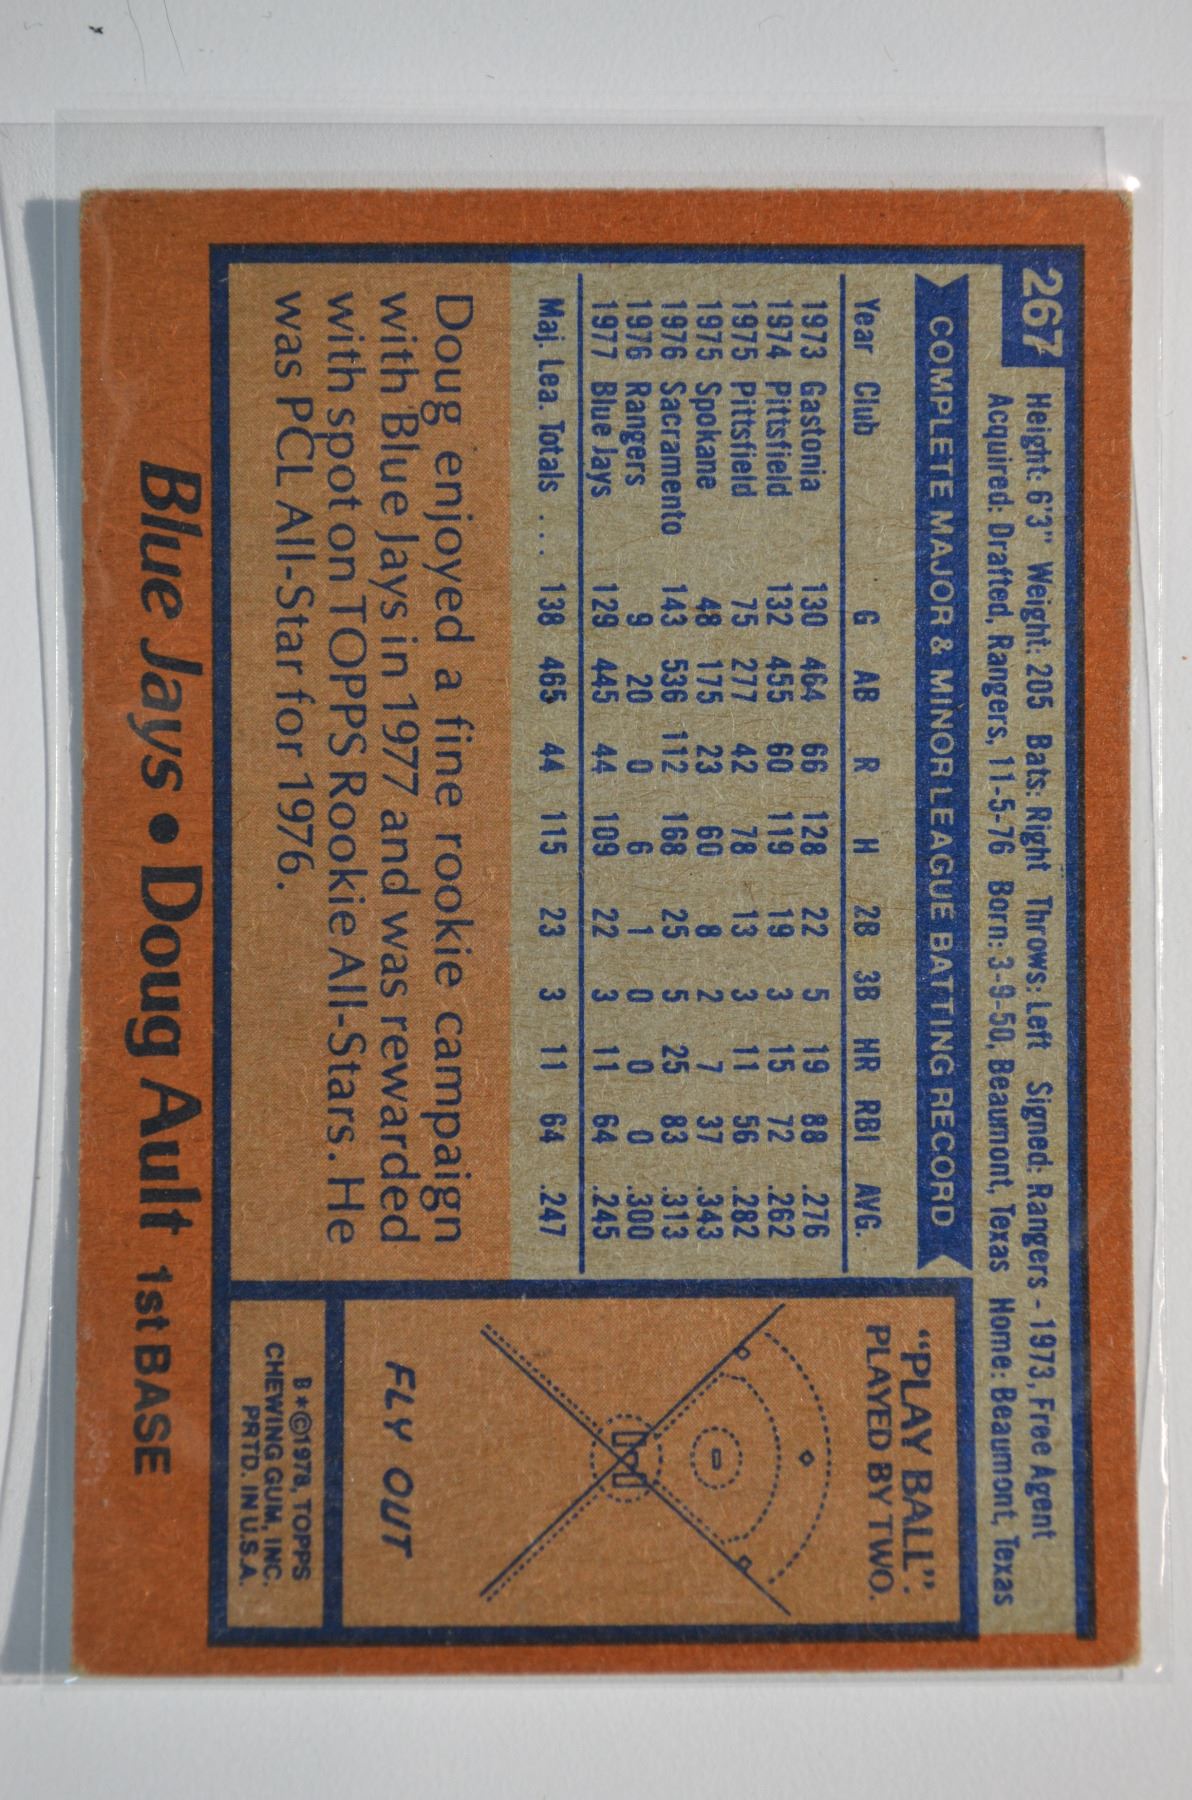 267
Height: 6'3" Weight: 205 Bats: Right Throws: Left Signed: Rangers - 1973, Free Agent
Acquired: Drafted, Rangers, 11-5-76 Born: 3-9-50, Beaumont, Texas Home: Beaumont, Texas
COMPLETE MAJOR & MINOR LEAGUE BATTING RECORD
Year Club G AB R H 2B 3B HR RBI AVG.
1973 Gastonia 130 464 66 128 22 5 19 88 .276
1974 Pittsfield 132 455 60 119 19 3 15 72 .262
1975 Pittsfield 75 277 42 78 13 3 11 56 .282
1975 Spokane 48 175 23 60 8 2 7 37 .343
1976 Sacramento 143 536 112 168 25 5 25 83 .313
1976 Rangers 9 20 0 6 1 0 0 0 .300
1977 Blue Jays 129 445 44 109 22 3 11 64 .245
Maj. Lea. Totals . . . 138 465 44 115 23 3 11 64 .247
Doug enjoyed a fine rookie campaign
with Blue Jays in 1977 and was rewarded
with spot on TOPPS Rookie All-Stars. He
was PCL All-Star for 1976.
"PLAY BALL".
PLAYED BY TWO.
FLY OUT
B*©1978, TOPPS
CHEWING GUM, INC.
PRTD. IN U.S.A.
Blue Jays • Doug Ault 1st BASE